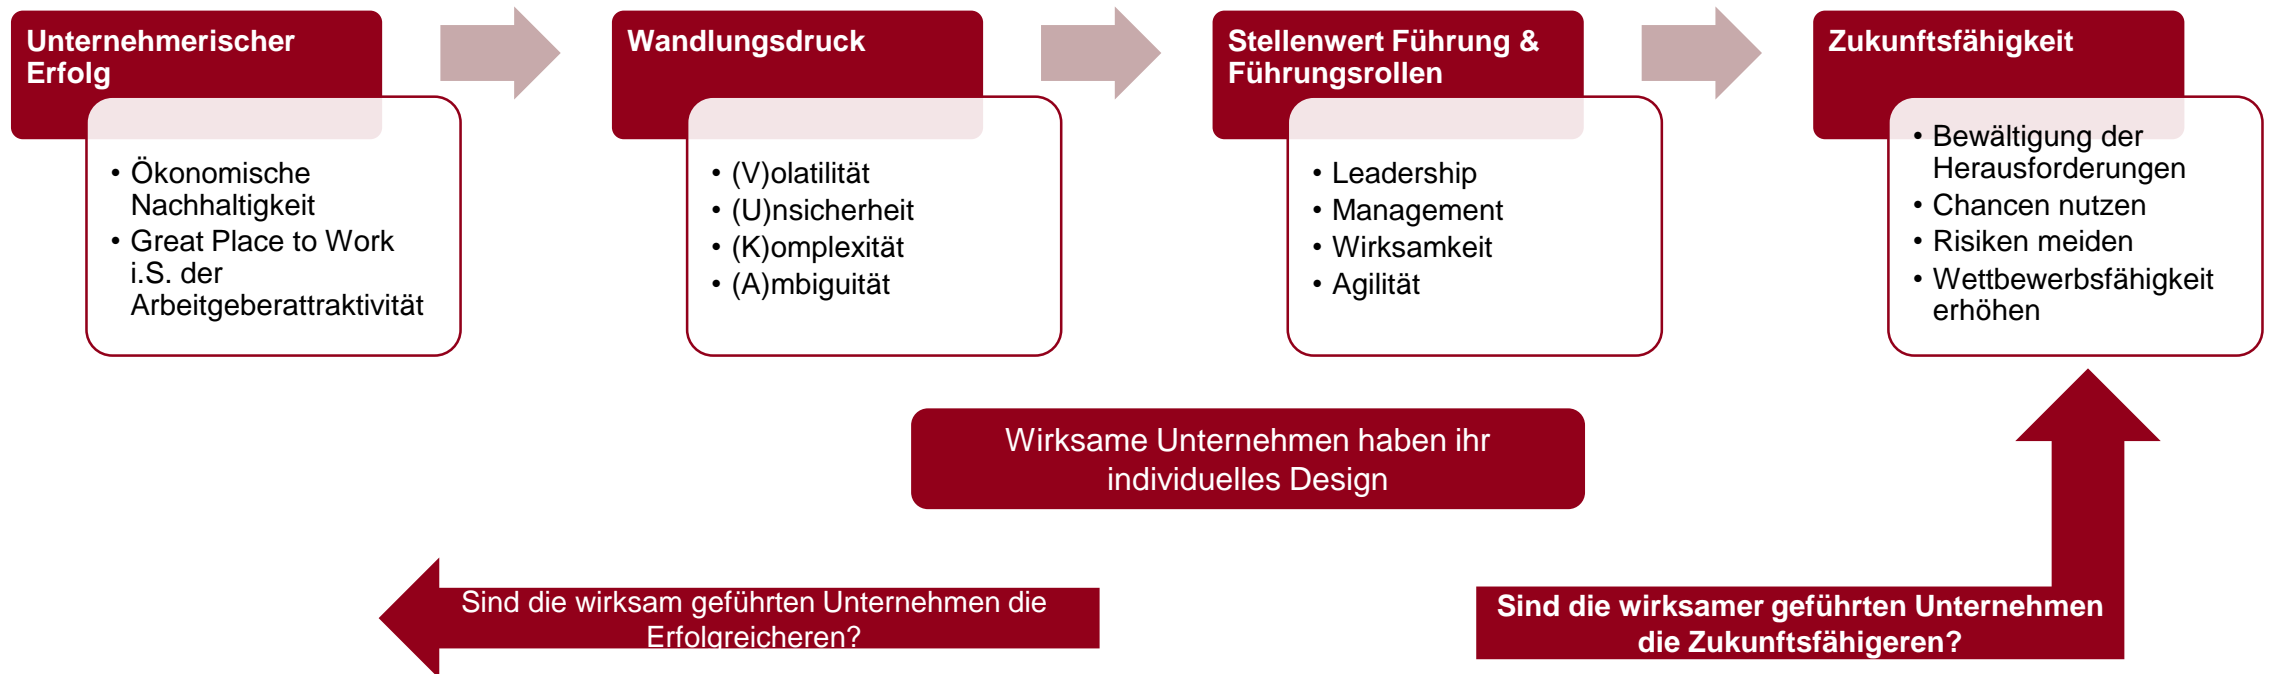 Unternehmerischer
Erfolg
• Ökonomische
Nachhaltigkeit
• Great Place to Work
i.S. der
Arbeitgeberattraktivität
Wandlungsdruck
• (V)olatilität
• (U)nsicherheit
• (K)omplexität
• (A)mbiguität
Stellenwert Führung &
Führungsrollen
• Leadership
• Management
• Wirksamkeit
• Agilität
Zukunftsfähigkeit
• Bewältigung der
Herausforderungen
• Chancen nutzen
• Risiken meiden
• Wettbewerbsfähigkeit
erhöhen
Wirksame Unternehmen haben ihr
individuelles Design
Sind die wirksam geführten Unternehmen die
Erfolgreicheren?
Sind die wirksamer geführten Unternehmen
die Zukunftsfähigeren?